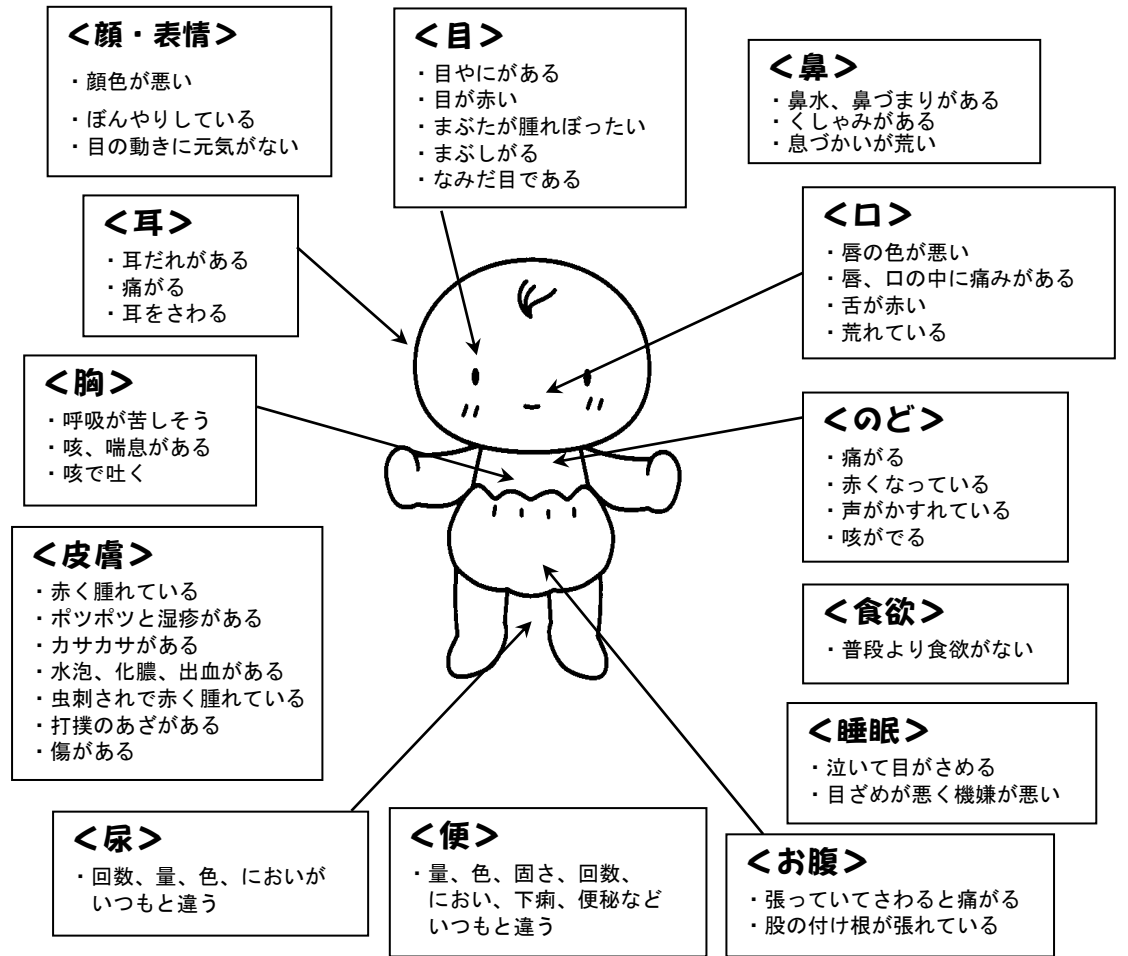 ＜顔・表情＞
・顔色が悪い
・ぼんやりしている
・目の動きに元気がない
＜目＞
・目やにがある
・目が赤い
・まぶたが腫れぼったい
・まぶしがる
・なみだ目である
＜鼻＞
・鼻水、鼻づまりがある
・くしゃみがある
・息づかいが荒い
＜耳＞
・耳だれがある
・痛がる
・耳をさわる
＜口＞
・唇の色が悪い
・唇、口の中に痛みがある
・舌が赤い
・荒れている
＜胸＞
・呼吸が苦しそう
・咳、喘息がある
・咳で吐く
＜のど＞
・痛がる
・赤くなっている
・声がかすれている
・咳がでる
＜皮膚＞
・赤く腫れている
・ポツポツと湿疹がある
・カサカサがある
・水泡、化膿、出血がある
・虫刺されで赤く腫れている
・打撲のあざがある
・傷がある
＜食欲＞
・普段より食欲がない
＜睡眠＞
・泣いて目がさめる
・目ざめが悪く機嫌が悪い
＜尿＞
・回数、量、色、においが
いつもと違う
＜便＞
・量、色、固さ、回数、
におい、下痢、便秘など
いつもと違う
＜お腹＞
・張っていてさわると痛がる
・股の付け根が張れている